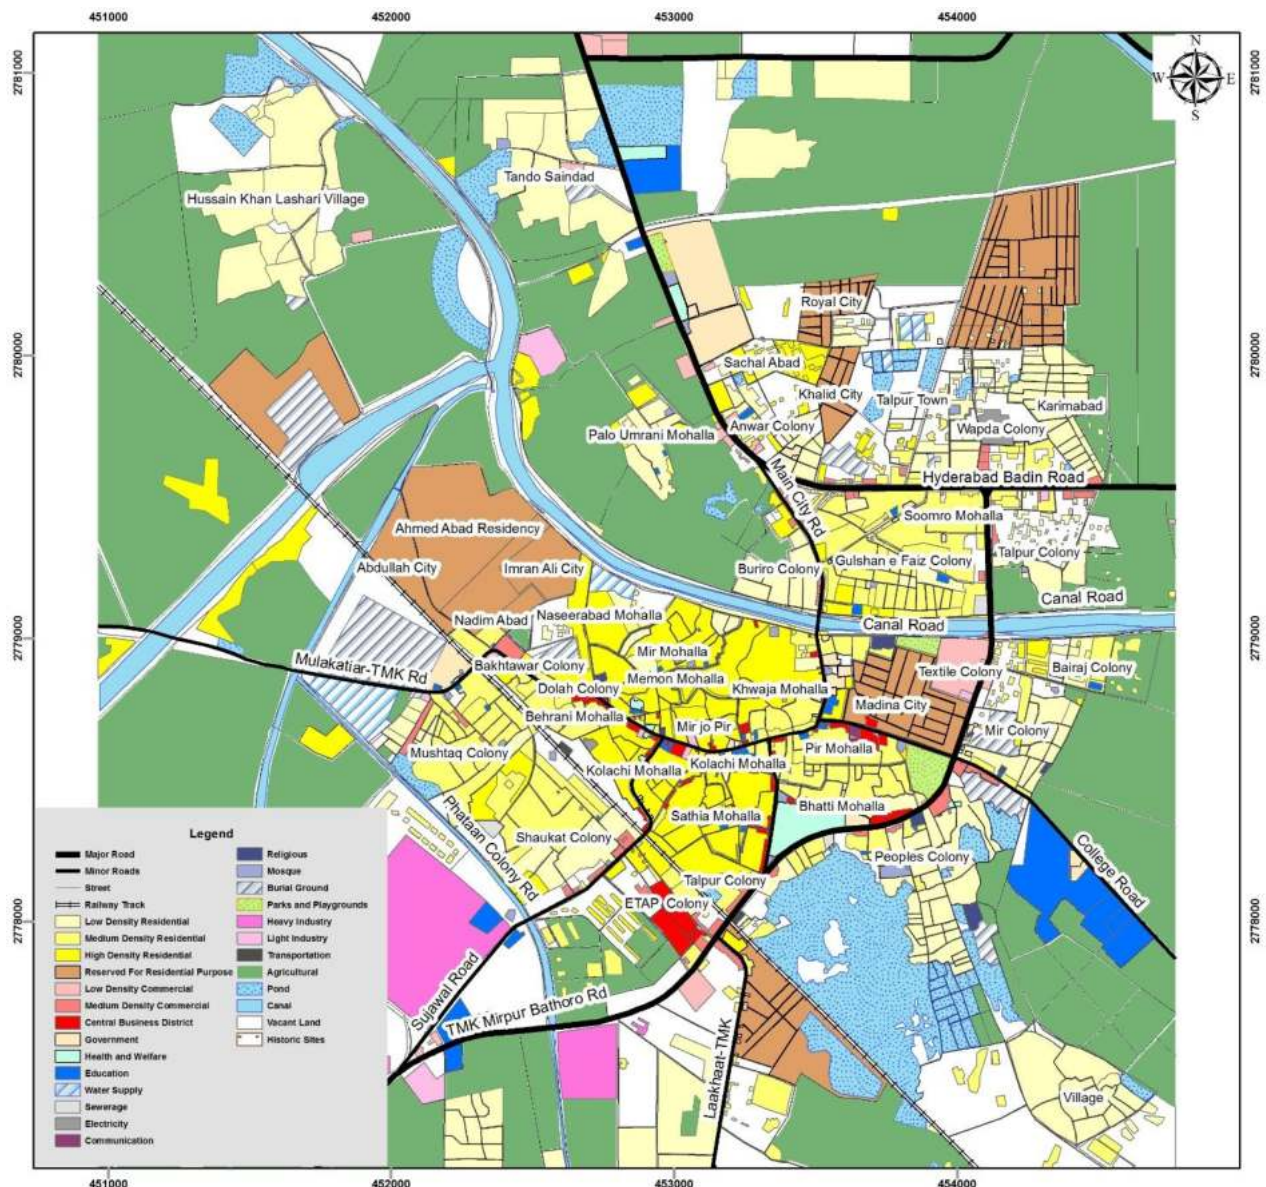 451000
452000
453000
454000
2781000
2781000
N
W
E
S
Tando Saindad
Hussain Khan Lashari Village
Royal City
2780000
2780000
Sachal Abad
Khalid City
Talpur Town
Karimabad
Anwar Colony
Palo Umrani Mohalla
Wapda Colony
Main City Rd
Hyderabad Badin Road
Ahmed Abad Residency
Soomro Mohalla
Talpur Colony
Abdullah City
Imran Ali City
Buriro Colony
Gulshan e Faiz Colony
Canal Road
Nadim Abad
Naseerabad Mohalla
Canal Road
2779000
2779000
Mir Mohalla
Mulakatiar-TMK Rd
Bakhtawar Colony
Memon Mohalla
Textile Colony
Bairaj Colony
Dolah Colony
Khwaja Mohalla
Madina City
Behrani Mohalla
Mir jo Pir
Mir Colony
Mushtaq Colony
Pir Mohalla
Kolachi Mohalla
Kolachi Mohalla
Phataan Colony Rd
Sathia Mohalla
Bhatti Mohalla
Shaukat Colony
Peoples Colony
College Road
Talpur Colony
ETAP Colony
2778000
2778000
Sujawal Road
TMK Mirpur Bathoro Rd
Laakhaat-TMK
Village
Legend
Major Road
Minor Roads
Street
Railway Track
Low Density Residential
Medium Density Residential
High Density Residential
Reserved For Residential Purpose
Low Density Commercial
Medium Density Commercial
Central Business District
Government
Health and Welfare
Education
Water Supply
Sewerage
Electricity
Communication
Religious
Mosque
Burial Ground
Parks and Playgrounds
Heavy Industry
Light Industry
Transportation
Agricultural
Pond
Canal
Vacant Land
Historic Sites
451000
452000
453000
454000